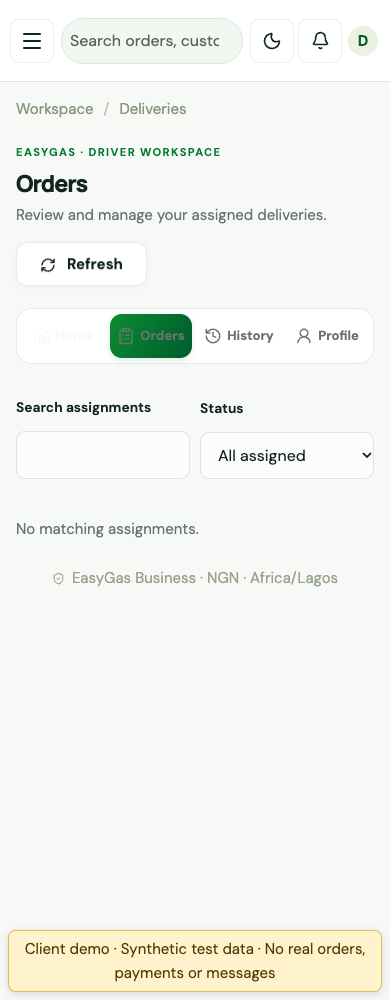 Search orders, custo
D
Workspace / Deliveries
EASYGAS · DRIVER WORKSPACE
Orders
Review and manage your assigned deliveries.
Refresh
Home Orders History Profile
Search assignments Status
All assigned
No matching assignments.
EasyGas Business · NGN · Africa/Lagos
Client demo · Synthetic test data · No real orders,
payments or messages